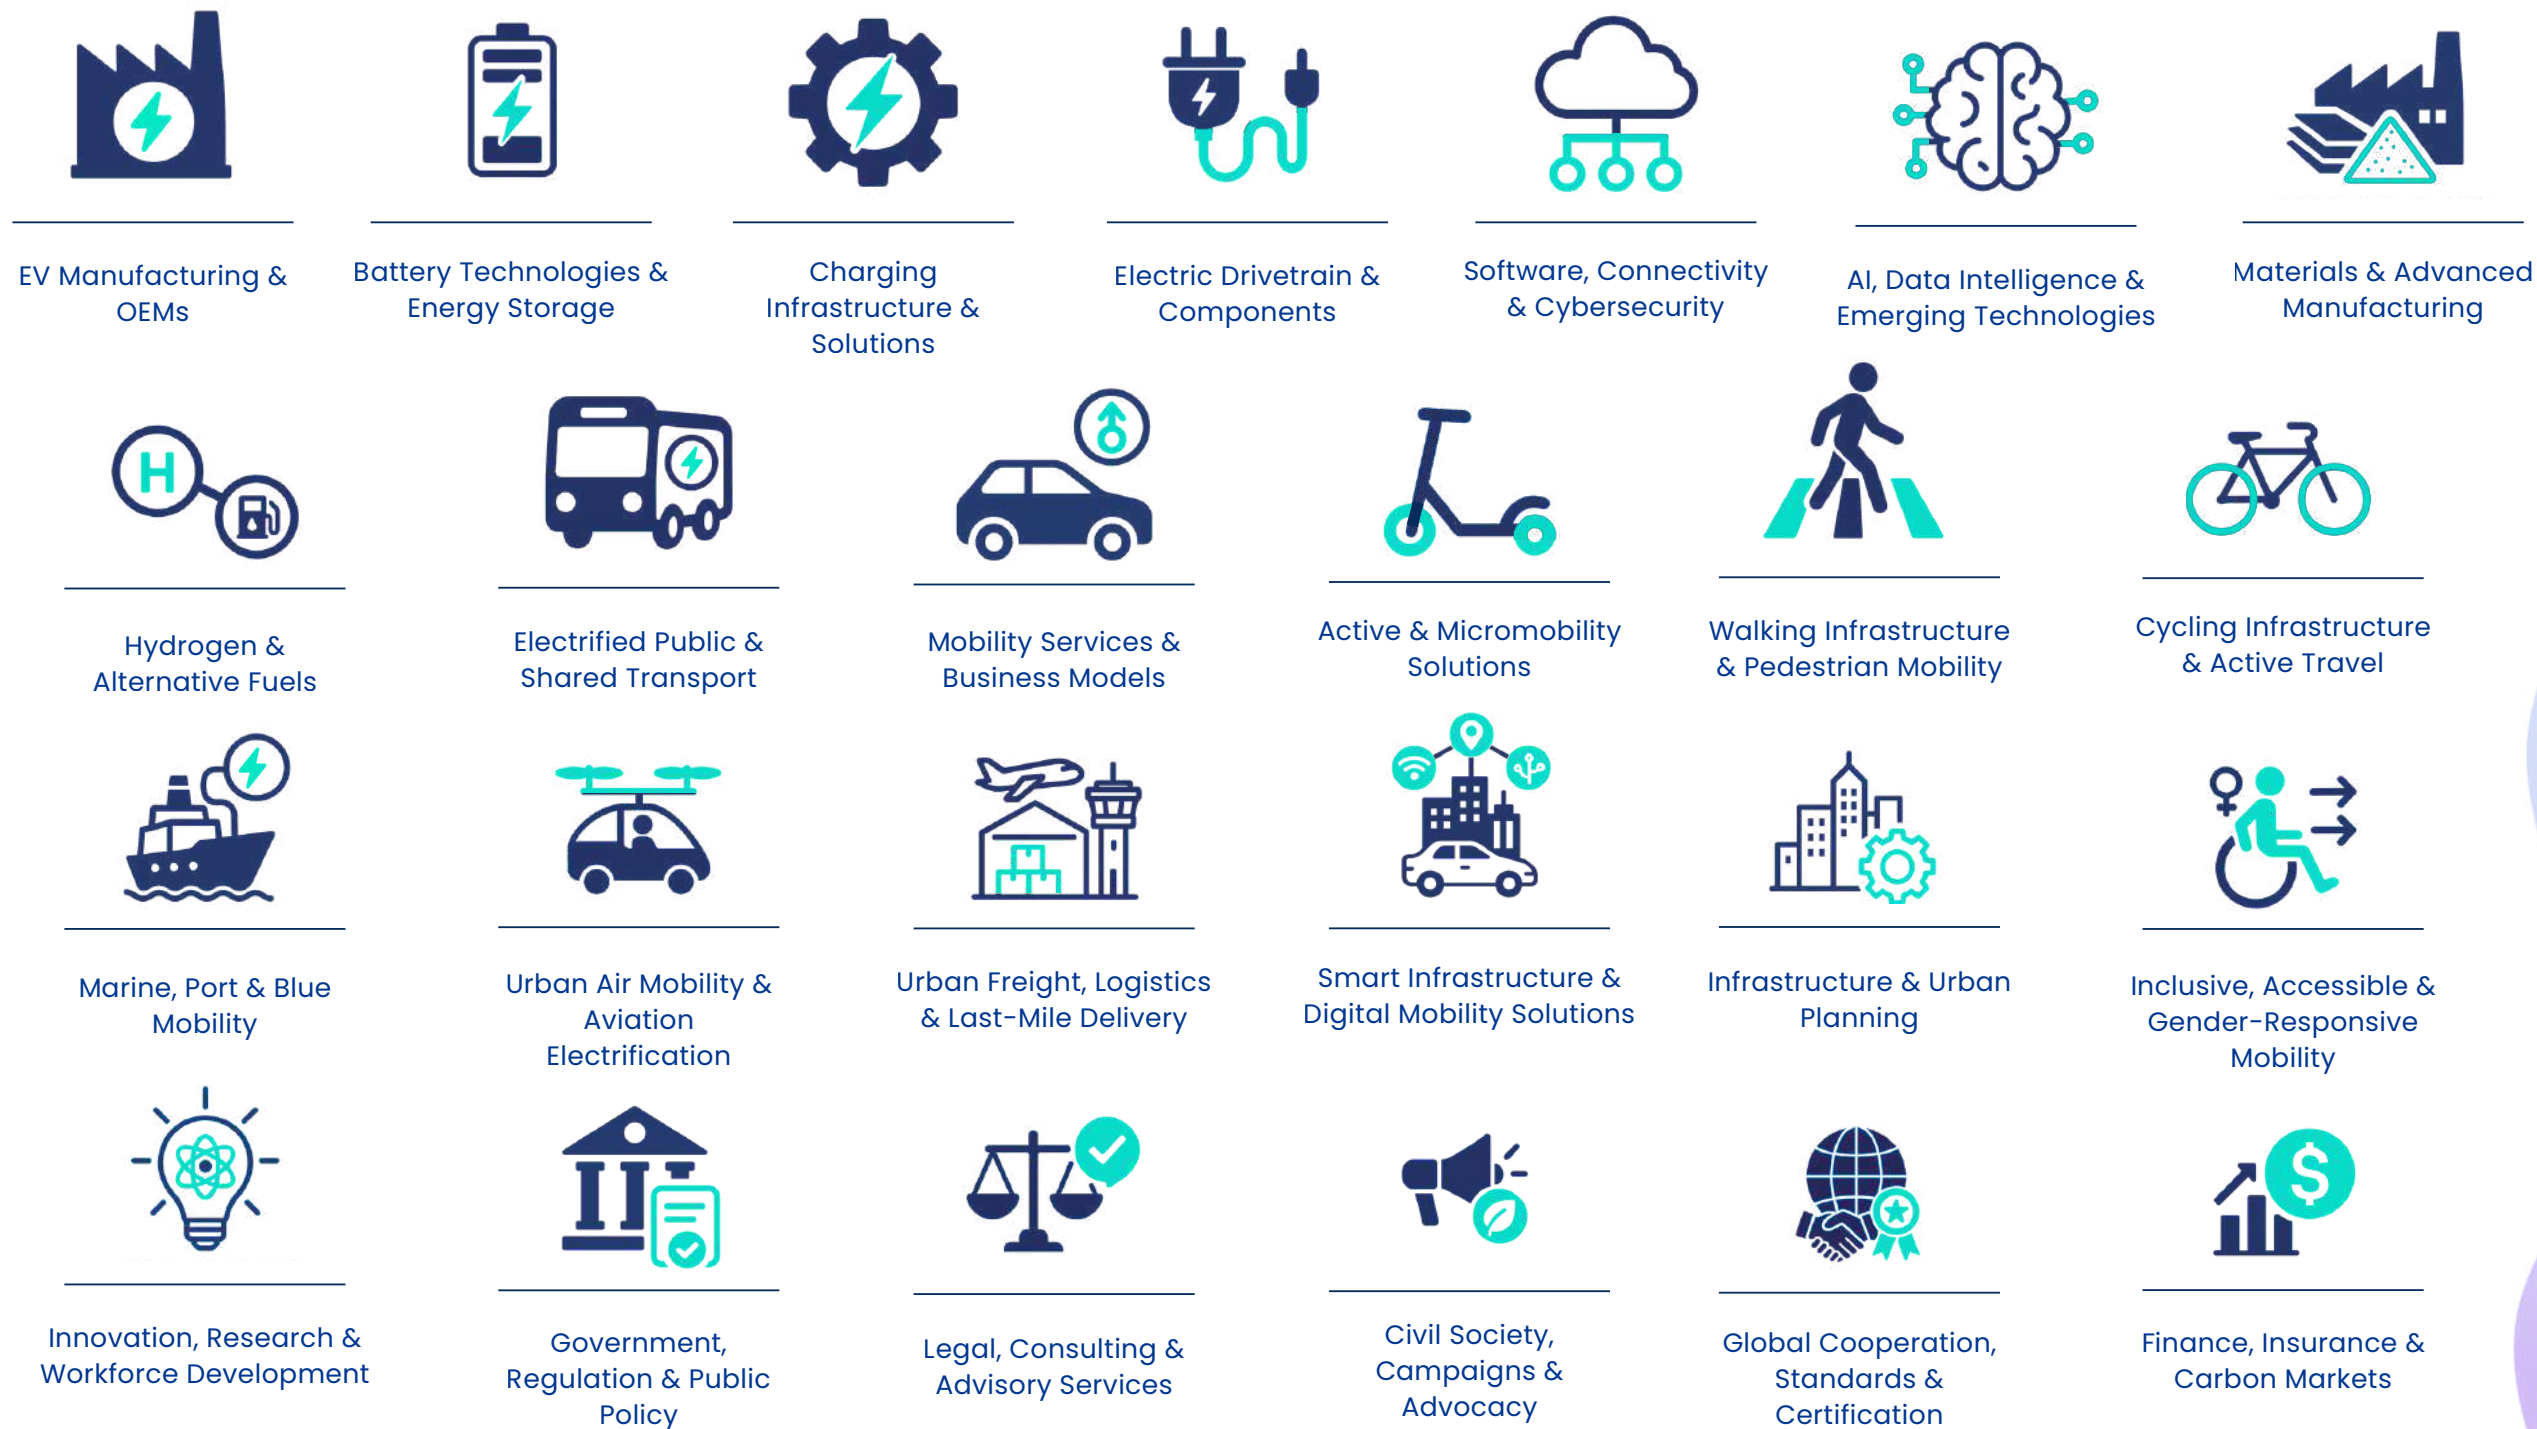 EV Manufacturing &
OEMs
Battery Technologies &
Energy Storage
Charging
Infrastructure &
Solutions
Electric Drivetrain &
Components
Software, Connectivity
& Cybersecurity
AI, Data Intelligence &
Emerging Technologies
Materials & Advanced
Manufacturing
H
Hydrogen &
Alternative Fuels
Electrified Public &
Shared Transport
Mobility Services &
Business Models
Active & Micromobility
Solutions
Walking Infrastructure
& Pedestrian Mobility
Cycling Infrastructure
& Active Travel
Marine, Port & Blue
Mobility
Urban Air Mobility &
Aviation
Electrification
Urban Freight, Logistics
& Last-Mile Delivery
Smart Infrastructure &
Digital Mobility Solutions
Infrastructure & Urban
Planning
Inclusive, Accessible &
Gender-Responsive
Mobility
$
Innovation, Research &
Workforce Development
Government,
Regulation & Public
Policy
Legal, Consulting &
Advisory Services
Civil Society,
Campaigns &
Advocacy
Global Cooperation,
Standards &
Certification
Finance, Insurance &
Carbon Markets